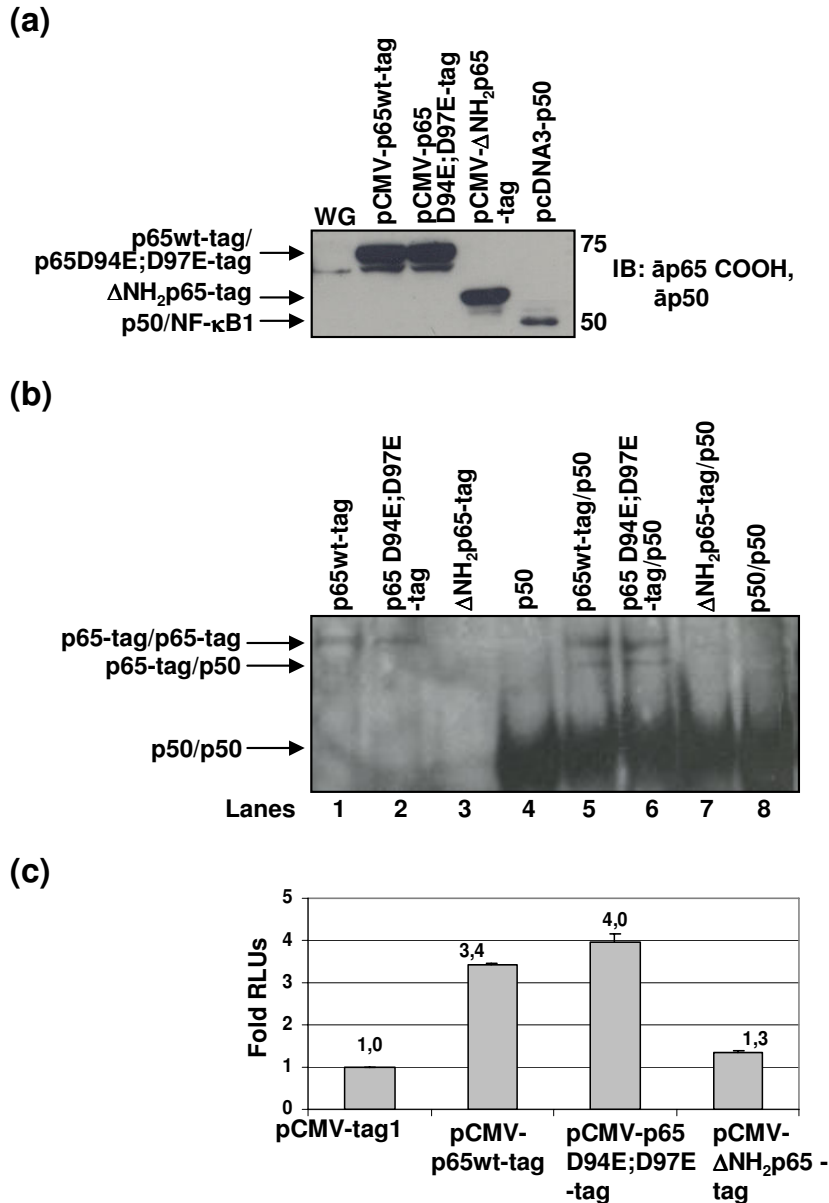 (a)
WG
pCMV-p65wt-tag
pCMV-p65
D94E;D97E-tag
pCMV-ΔNH₂p65
-tag
pcDNA3-p50
p65wt-tag/
p65D94E;D97E-tag
ΔNH₂p65-tag
p50/NF-κB1
75
50
IB: āp65 COOH,
āp50
(b)
p65wt-tag
p65 D94E;D97E
-tag
ΔNH₂p65-tag
p50
p65wt-tag/p50
p65 D94E;D97E
-tag/p50
ΔNH₂p65-tag/p50
p50/p50
p65-tag/p65-tag
p65-tag/p50
p50/p50
Lanes 1 2 3 4 5 6 7 8
(c)
Fold RLUs
5
4
3
2
1
0
1,0
3,4
4,0
1,3
pCMV-tag1
pCMV-
p65wt-tag
pCMV-p65
D94E;D97E
-tag
pCMV-
ΔNH₂p65 -
tag